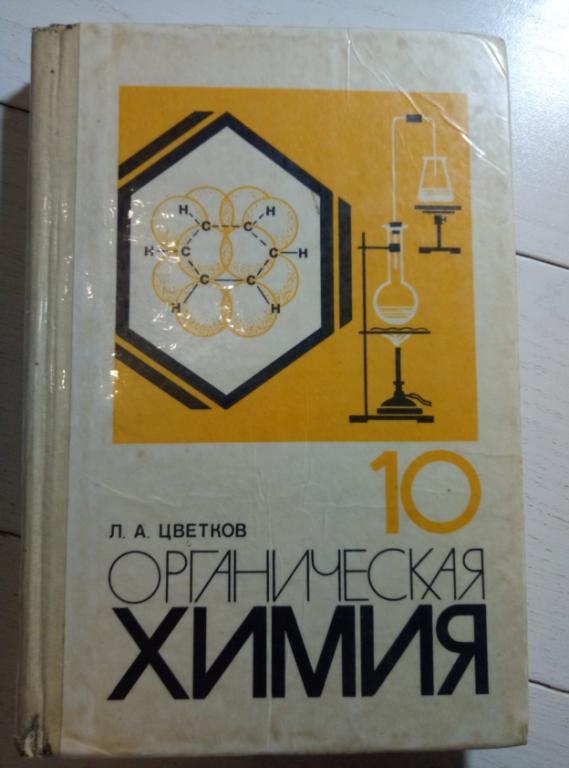 H H
C C
H C C H
C C
H H
10
Л. А. ЦВЕТКОВ
ОРГАНИЧЕСКАЯ
ХИМИЯ